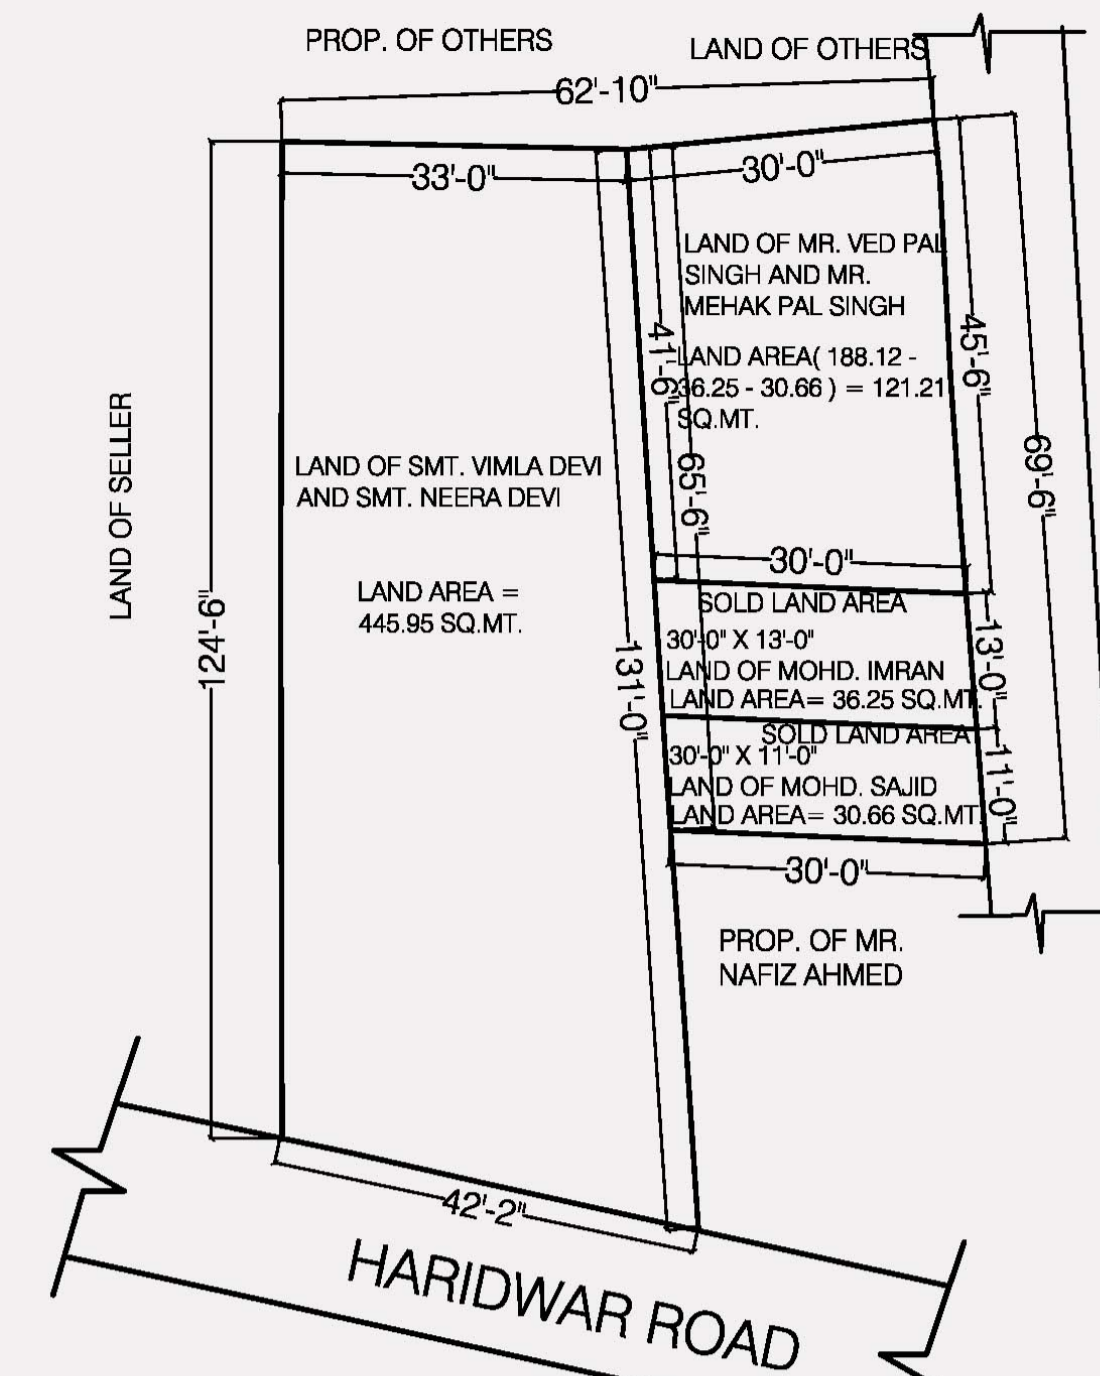 PROP. OF OTHERS
LAND OF OTHERS
62'-10"
33'-0"
30'-0"
LAND OF MR. VED PAL
SINGH AND MR.
MEHAK PAL SINGH
LAND AREA( 188.12 -
36.25 - 30.66 ) = 121.21
SQ.MT.
41'-6"
65'-6"
45'-6"
69'-6"
LAND OF SELLER
124'-6"
LAND OF SMT. VIMLA DEVI
AND SMT. NEERA DEVI
LAND AREA =
445.95 SQ.MT.
131'-0"
30'-0"
SOLD LAND AREA
30'-0" X 13'-0"
LAND OF MOHD. IMRAN
LAND AREA= 36.25 SQ.MT.
13'-0"
SOLD LAND AREA
30'-0" X 11'-0"
LAND OF MOHD. SAJID
LAND AREA= 30.66 SQ.MT.
11'-0"
30'-0"
PROP. OF MR.
NAFIZ AHMED
42'-2"
HARIDWAR ROAD